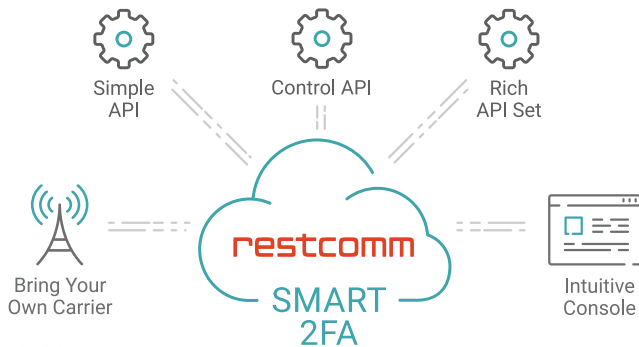 Simple
API
Control API
Rich
API Set
restcomm
SMART
2FA
Bring Your
Own Carrier
Intuitive
Console